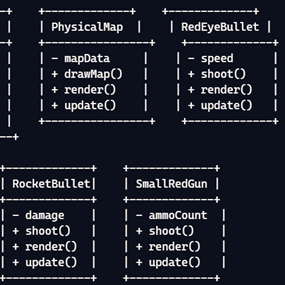 —+    +—————————————+    +—————————————+
 |    | PhysicalMap  |    | RedEyeBullet |
—+    +————————————————+    +—————————————+
 |    | – mapData      |    | – speed      |
 |    | + drawMap()    |    | + shoot()    |
 |    | + render()     |    | + render()   |
 |    | + update()     |    | + update()   |
 |    +————————————————+    +——————————————+
——+
+—————————————+    +—————————————+
| RocketBullet|    | SmallRedGun |
+—————————————+    +—————————————+
| – damage    |    | – ammoCount  |
| + shoot()   |    | + shoot()    |
| + render()  |    | + render()   |
| + update()  |    | + update()   |
+—————————————+    +—————————————+